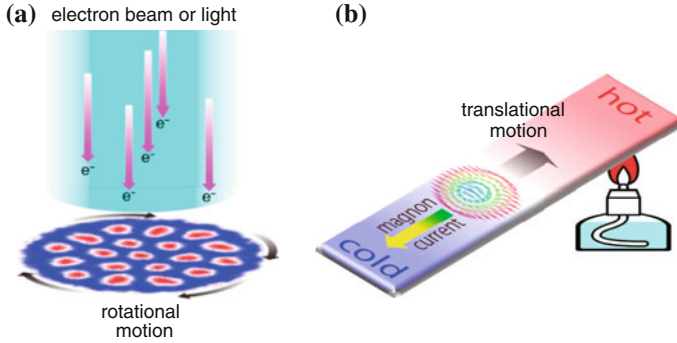 (a) electron beam or light
e⁻
e⁻
e⁻
e⁻
e⁻
rotational
motion
(b)
translational
motion
hot
magnon
current
cold